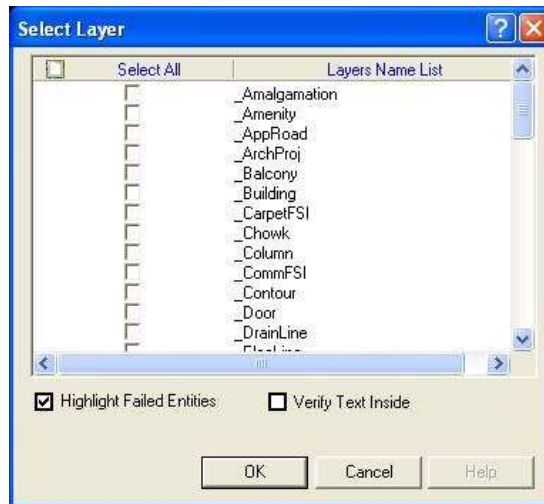 Select Layer
Select All Layers Name List
_Amalgamation
_Amenity
_AppRoad
_ArchProj
_Balcony
_Building
_CarpetFSI
_Chowk
_Column
_CommFSI
_Contour
_Door
_DrainLine
Highlight Failed Entities Verify Text Inside
OK Cancel Help